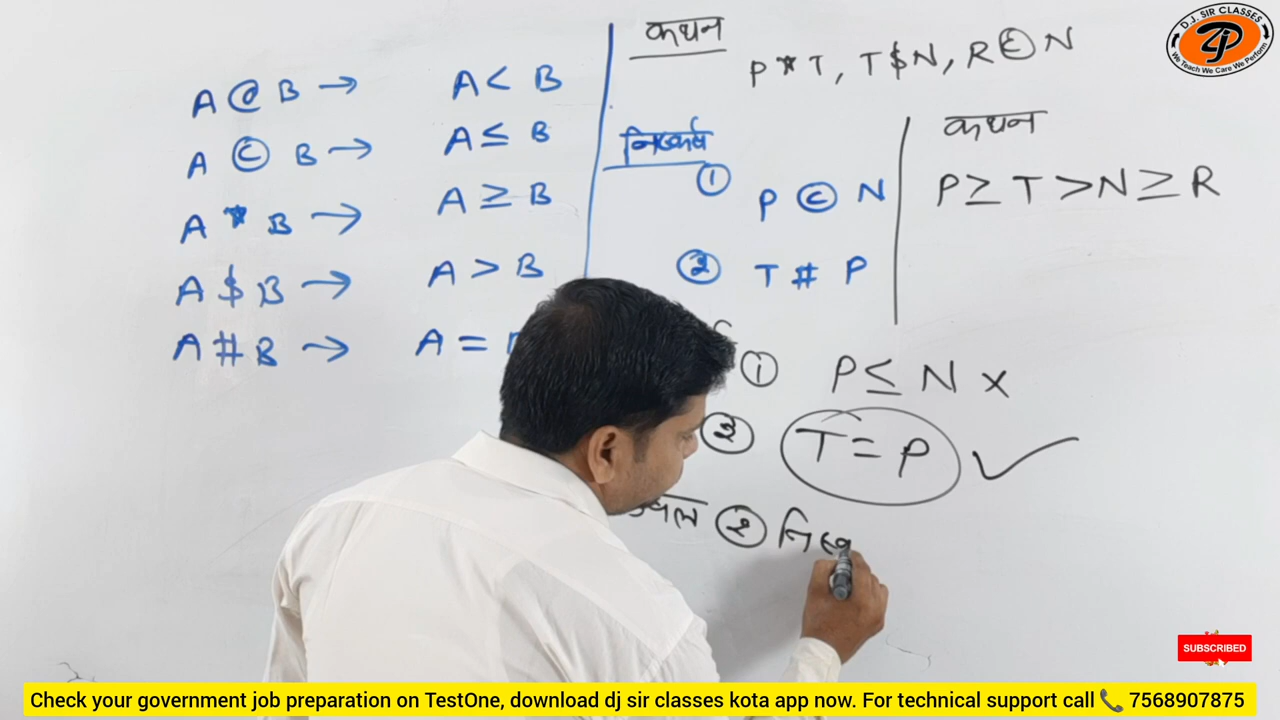 A @ B → A < B
A © B → A ≤ B
A * B → A ≥ B
A $ B → A > B
A # B → A =
कथन
P * T, T $ N, R © N
निष्कर्ष
① P © N
② T # P
कथन
P ≥ T > N ≥ R
① P ≤ N ×
② T = P ✓
② निष्क
D.J. SIR CLASSES
We Teach We Care We Perform
SUBSCRIBED
Check your government job preparation on TestOne, download dj sir classes kota app now. For technical support call 📞 7568907875